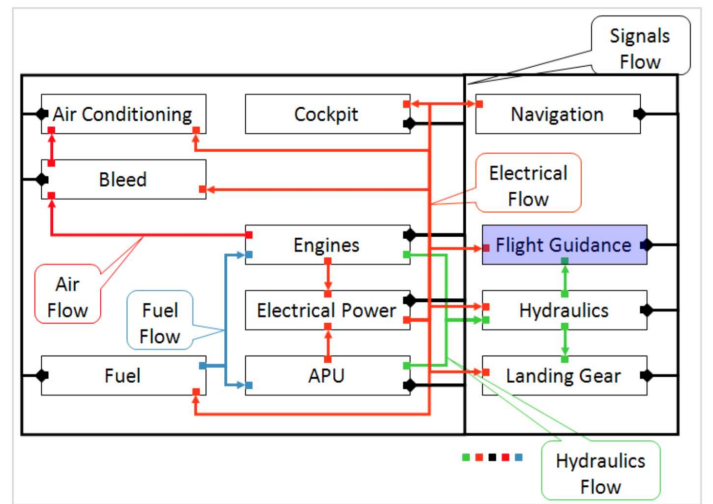 Signals
Flow
Air Conditioning
Cockpit
Navigation
Bleed
Electrical
Flow
Engines
Flight Guidance
Air
Flow
Fuel
Flow
Electrical Power
Hydraulics
Fuel
APU
Landing Gear
Hydraulics
Flow